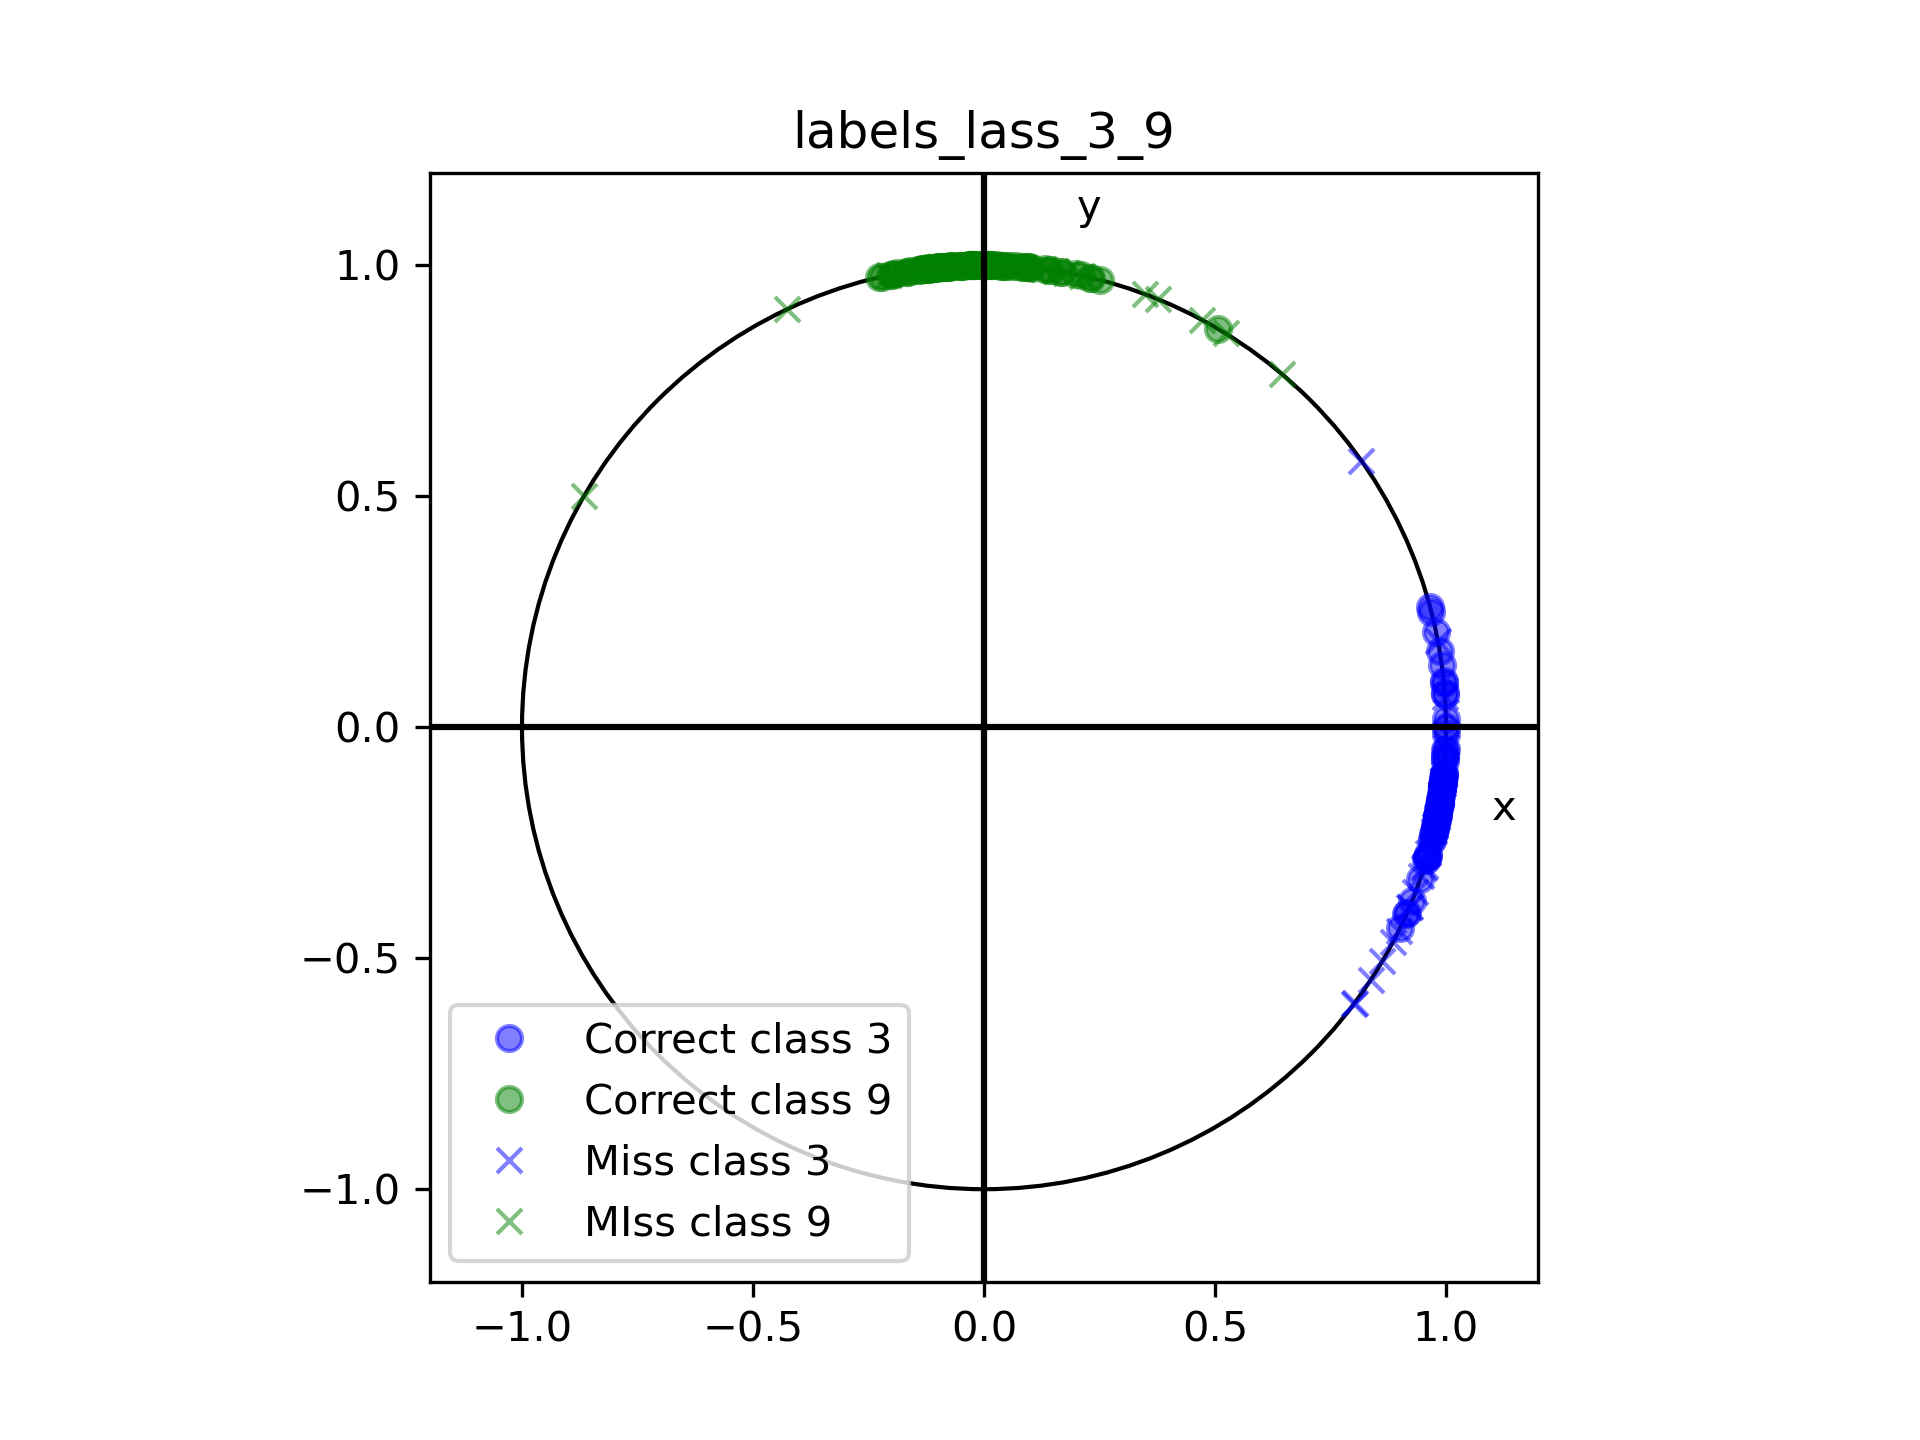 labels_lass_3_9
y
1.0
0.5
0.0
x
−0.5
−1.0
Correct class 3
Correct class 9
Miss class 3
MIss class 9
−1.0 −0.5 0.0 0.5 1.0